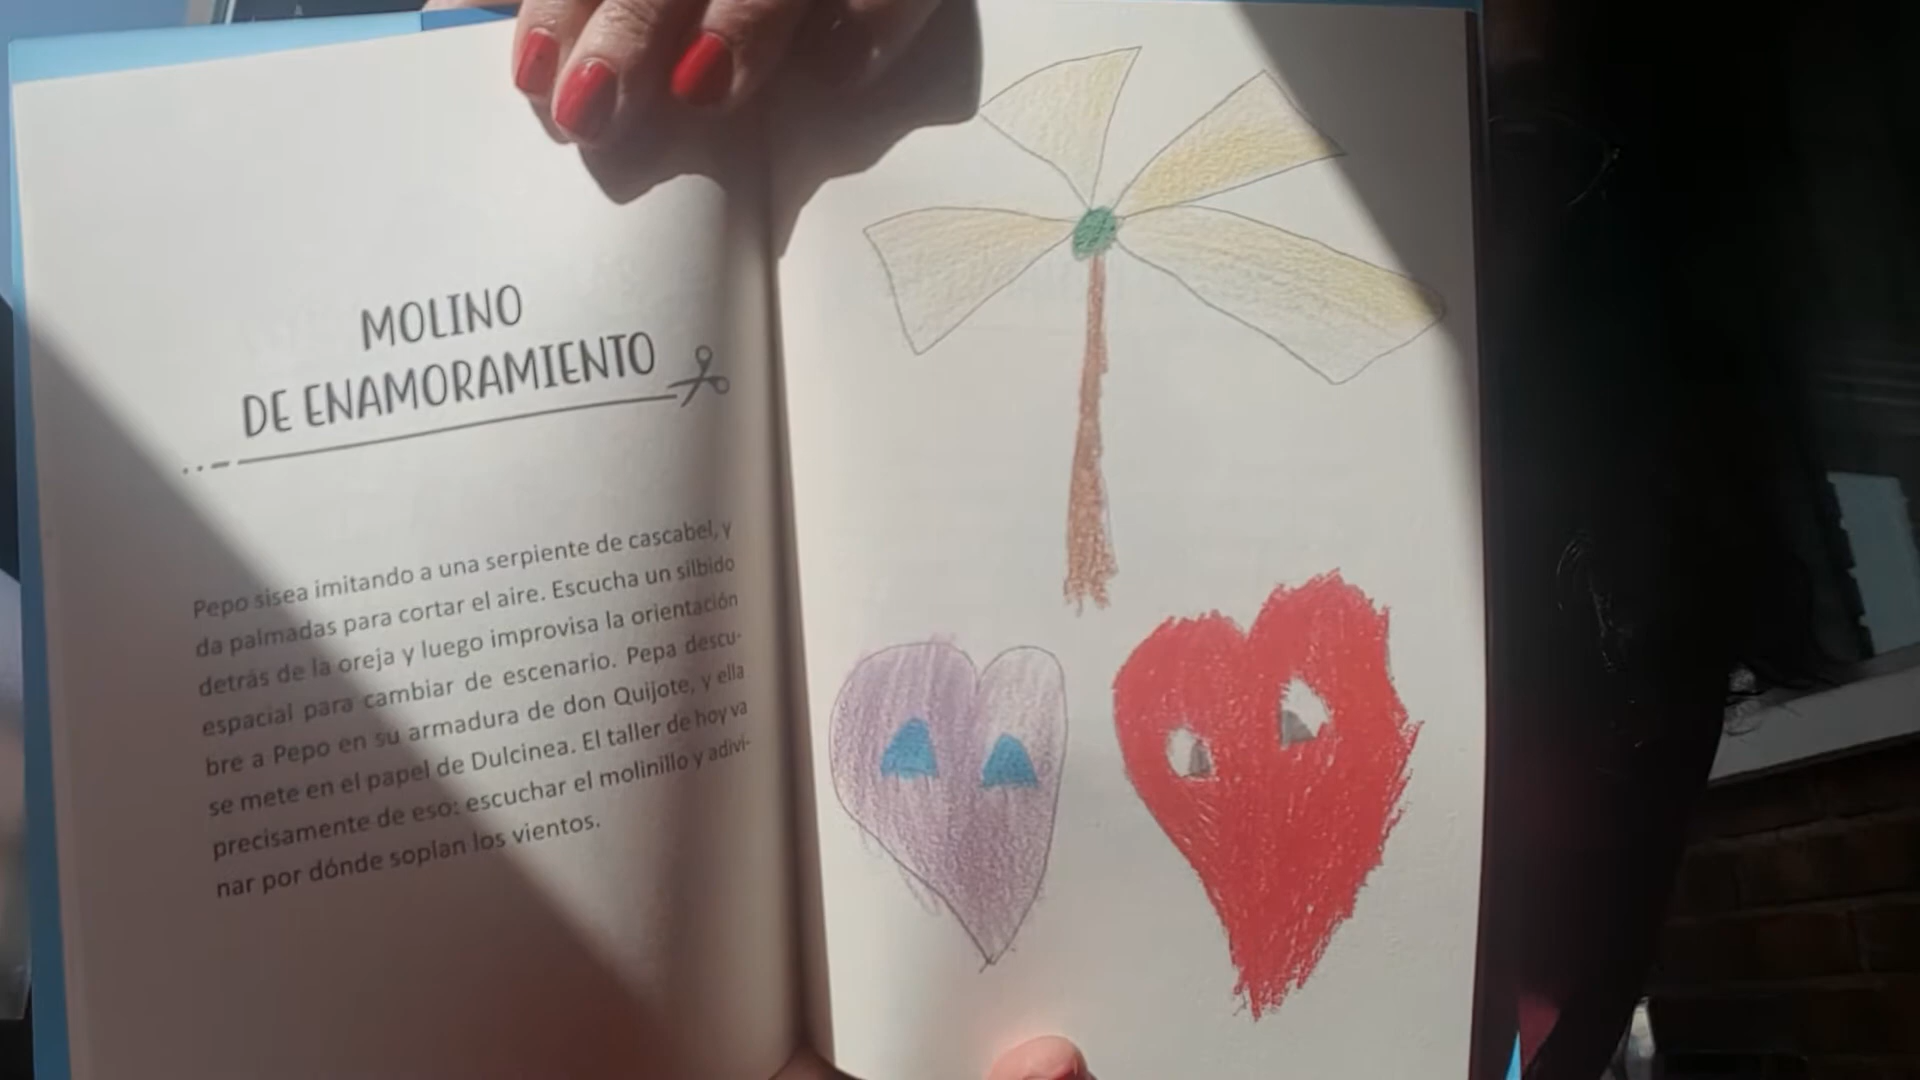 MOLINO
DE ENAMORAMIENTO
Pepo sisea imitando a una serpiente de cascabel, y
da palmadas para cortar el aire. Escucha un silbido
detrás de la oreja y luego improvisa la orientación
espacial para cambiar de escenario. Pepa descu-
bre a Pepo en su armadura de don Quijote, y ella
se mete en el papel de Dulcinea. El taller de hoy va
precisamente de eso: escuchar el molinillo y adivi-
nar por dónde soplan los vientos.